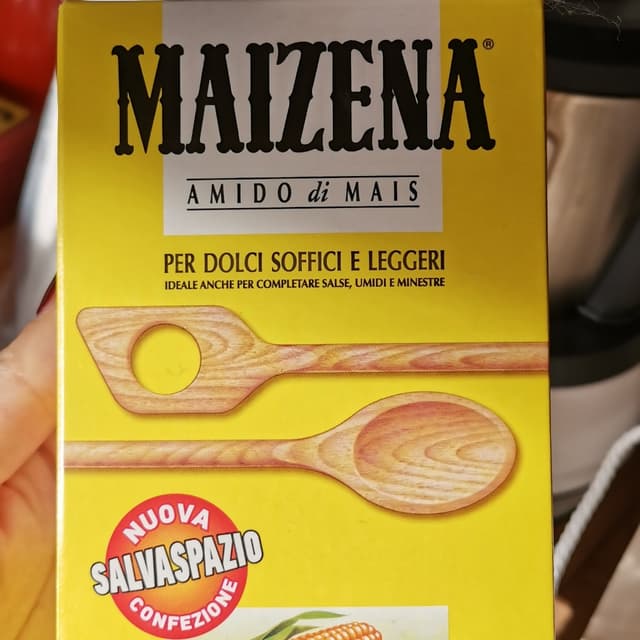 MAIZENA®
AMIDO di MAIS
PER DOLCI SOFFICI E LEGGERI
IDEALE ANCHE PER COMPLETARE SALSE, UMIDI E MINESTRE
NUOVA
SALVASPAZIO
CONFEZIONE